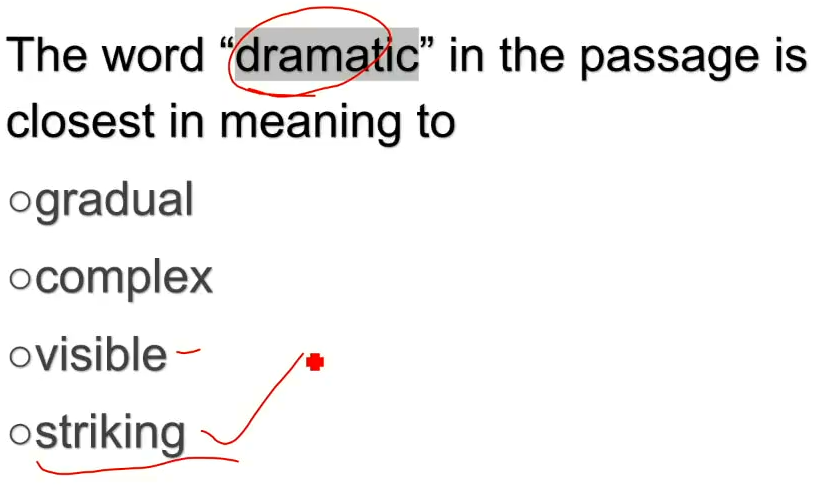 The word “dramatic” in the passage is
closest in meaning to
○gradual
○complex
○visible
○striking